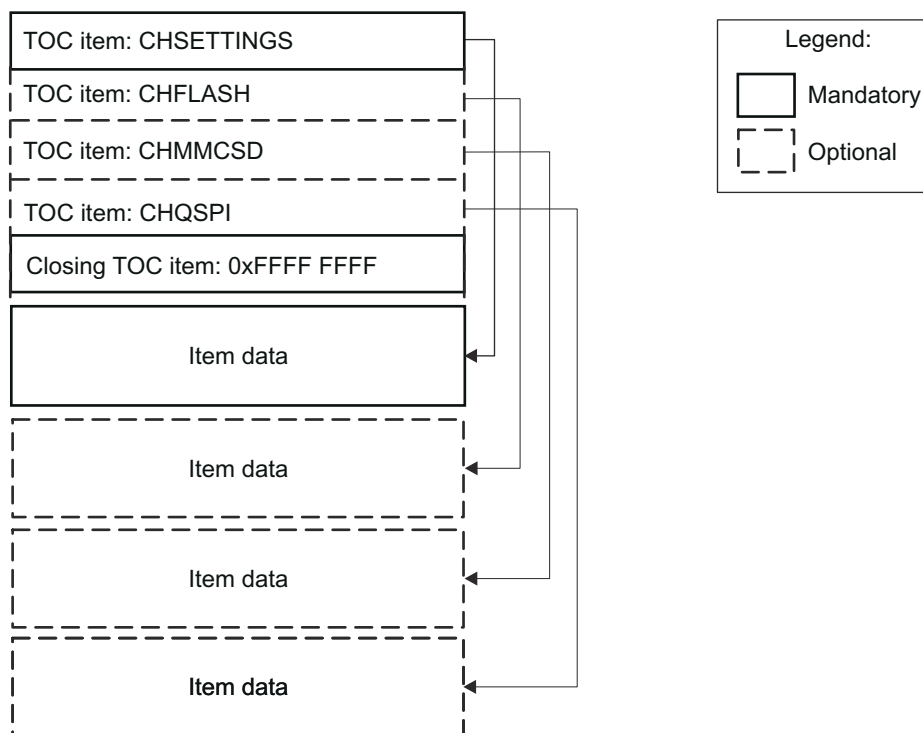 TOC item: CHSETTINGS
TOC item: CHFLASH
TOC item: CHMMCSD
TOC item: CHQSPI
Closing TOC item: 0xFFFF FFFF
Item data
Item data
Item data
Item data
Legend:
Mandatory
Optional